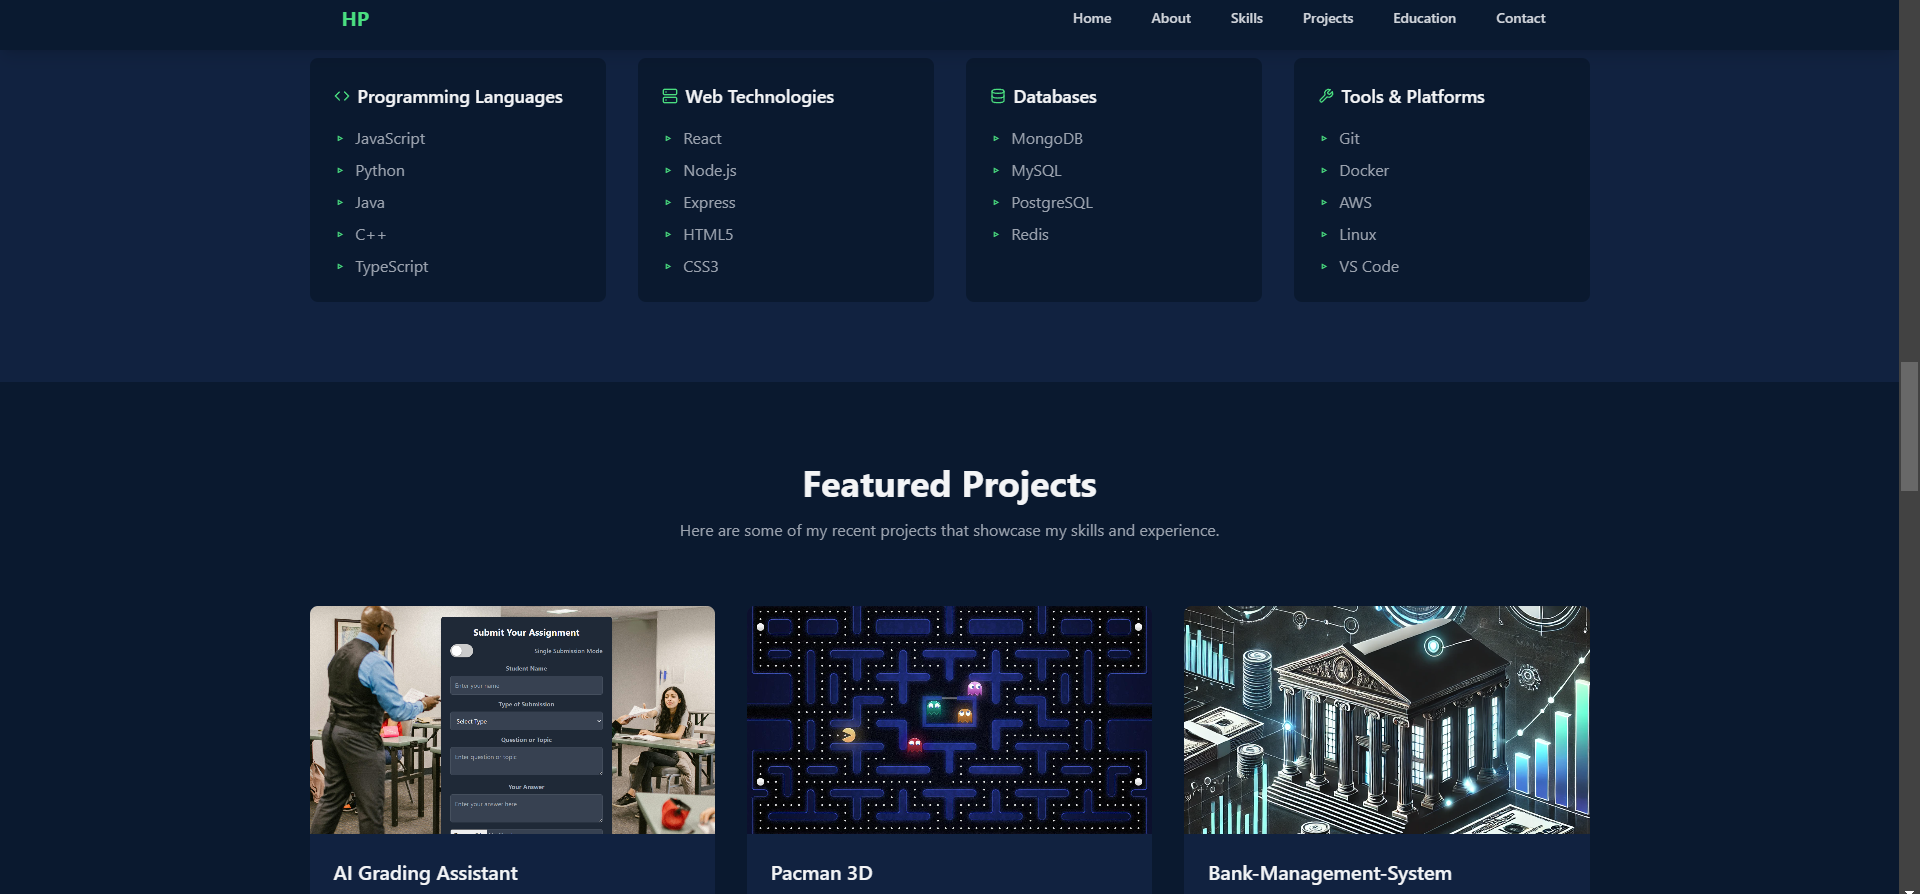 HP
Home About Skills Projects Education Contact
Programming Languages
JavaScript
Python
Java
C++
TypeScript
Web Technologies
React
Node.js
Express
HTML5
CSS3
Databases
MongoDB
MySQL
PostgreSQL
Redis
Tools & Platforms
Git
Docker
AWS
Linux
VS Code
Featured Projects
Here are some of my recent projects that showcase my skills and experience.
Submit Your Assignment
Single Submission Mode
Student Name
Enter your name
Type of Submission
Select Type
Question or Topic
Enter question or topic
Your Answer
Enter your answer here
AI Grading Assistant
Pacman 3D
Bank-Management-System